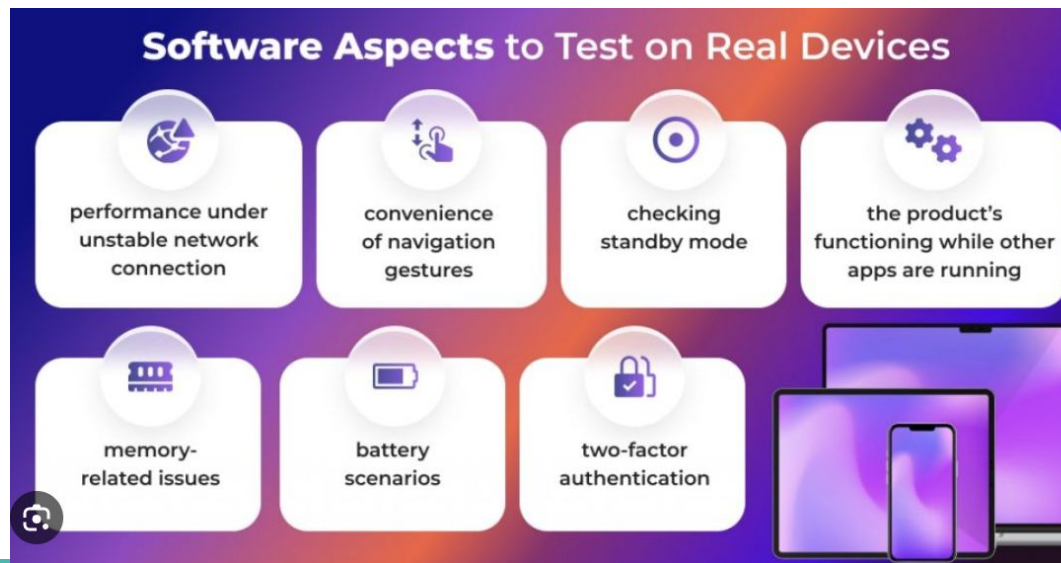 Software Aspects to Test on Real Devices
performance under
unstable network
connection
convenience
of navigation
gestures
checking
standby mode
the product’s
functioning while other
apps are running
memory-
related issues
battery
scenarios
two-factor
authentication